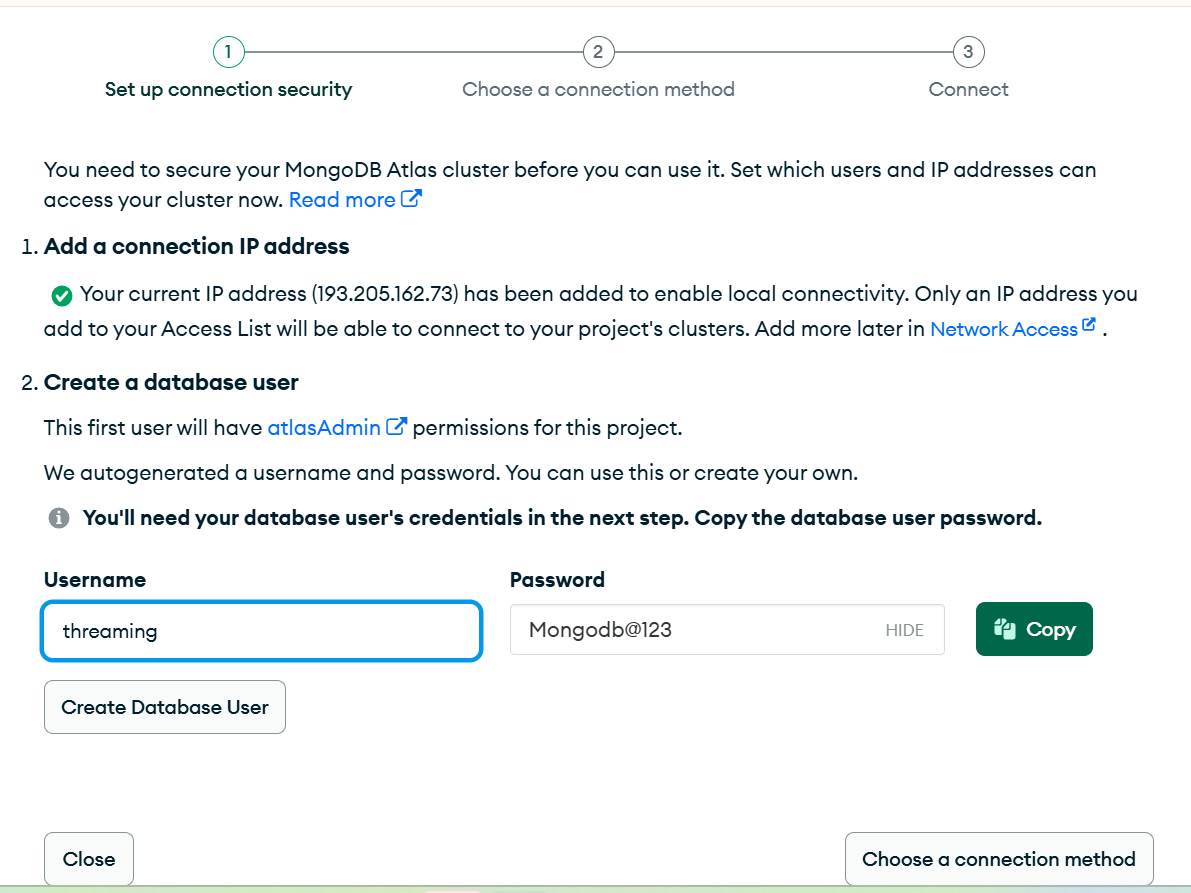 1
2
3
Set up connection security
Choose a connection method
Connect
You need to secure your MongoDB Atlas cluster before you can use it. Set which users and IP addresses can
access your cluster now. Read more
1. Add a connection IP address
Your current IP address (193.205.162.73) has been added to enable local connectivity. Only an IP address you
add to your Access List will be able to connect to your project's clusters. Add more later in Network Access .
2. Create a database user
This first user will have atlasAdmin permissions for this project.
We autogenerated a username and password. You can use this or create your own.
You'll need your database user's credentials in the next step. Copy the database user password.
Username
Password
threaming
Mongodb@123
HIDE
Copy
Create Database User
Close
Choose a connection method